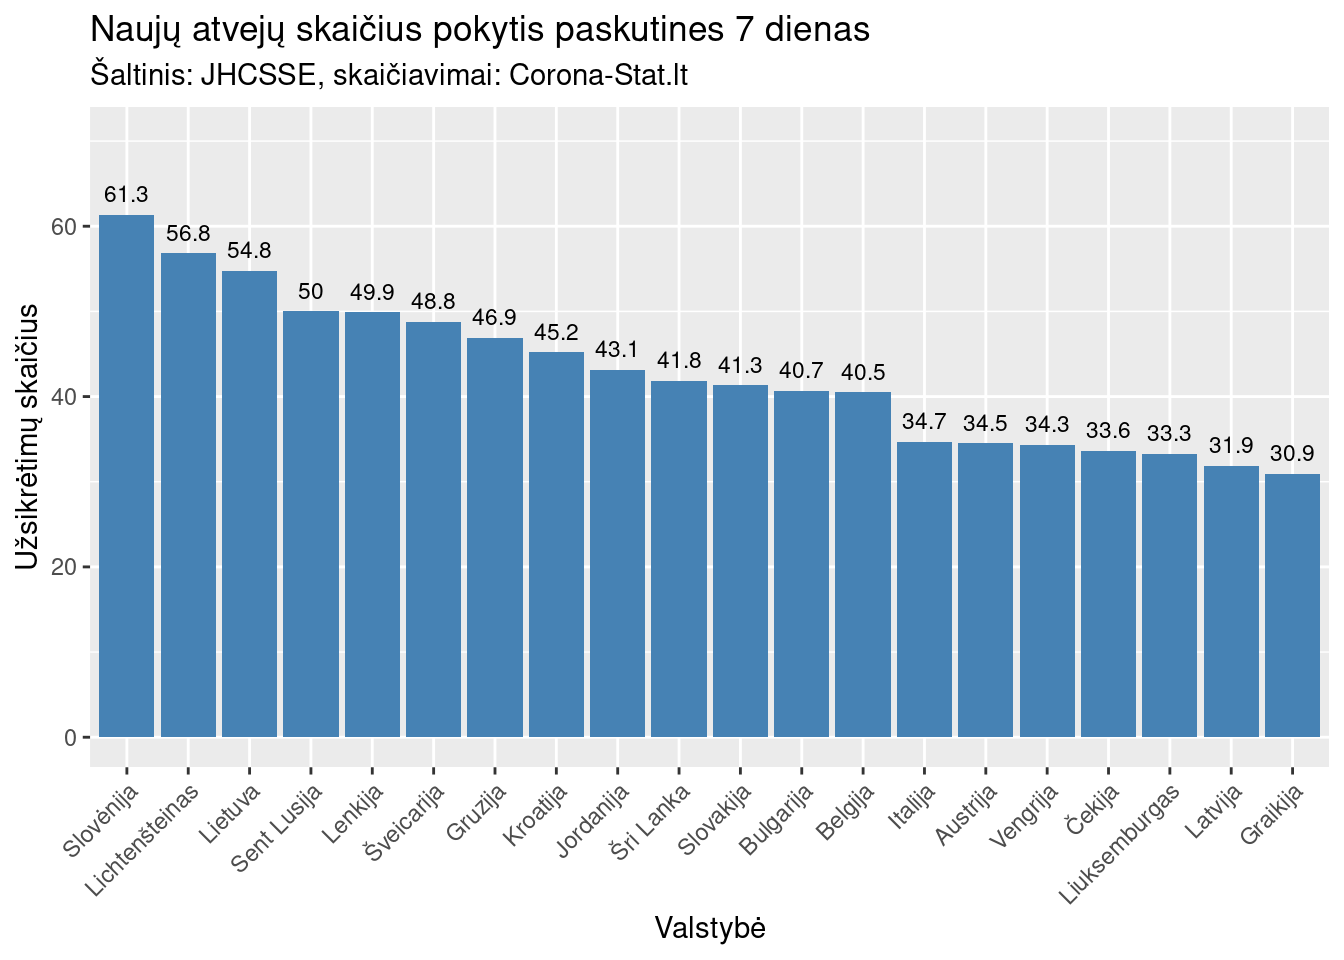 Naujų atvejų skaičius pokytis paskutines 7 dienas
Šaltinis: JHCSSE, skaičiavimai: Corona-Stat.lt
Užsikrėtimų skaičius
60
40
20
0
61.3
56.8
54.8
50
49.9
48.8
46.9
45.2
43.1
41.8
41.3
40.7
40.5
34.7
34.5
34.3
33.6
33.3
31.9
30.9
Slovėnija
Lichtenšteinas
Lietuva
Sent Lusija
Lenkija
Šveicarija
Gruzija
Kroatija
Jordanija
Šri Lanka
Slovakija
Bulgarija
Belgija
Italija
Austrija
Vengrija
Čekija
Liuksemburgas
Latvija
Graikija
Valstybė